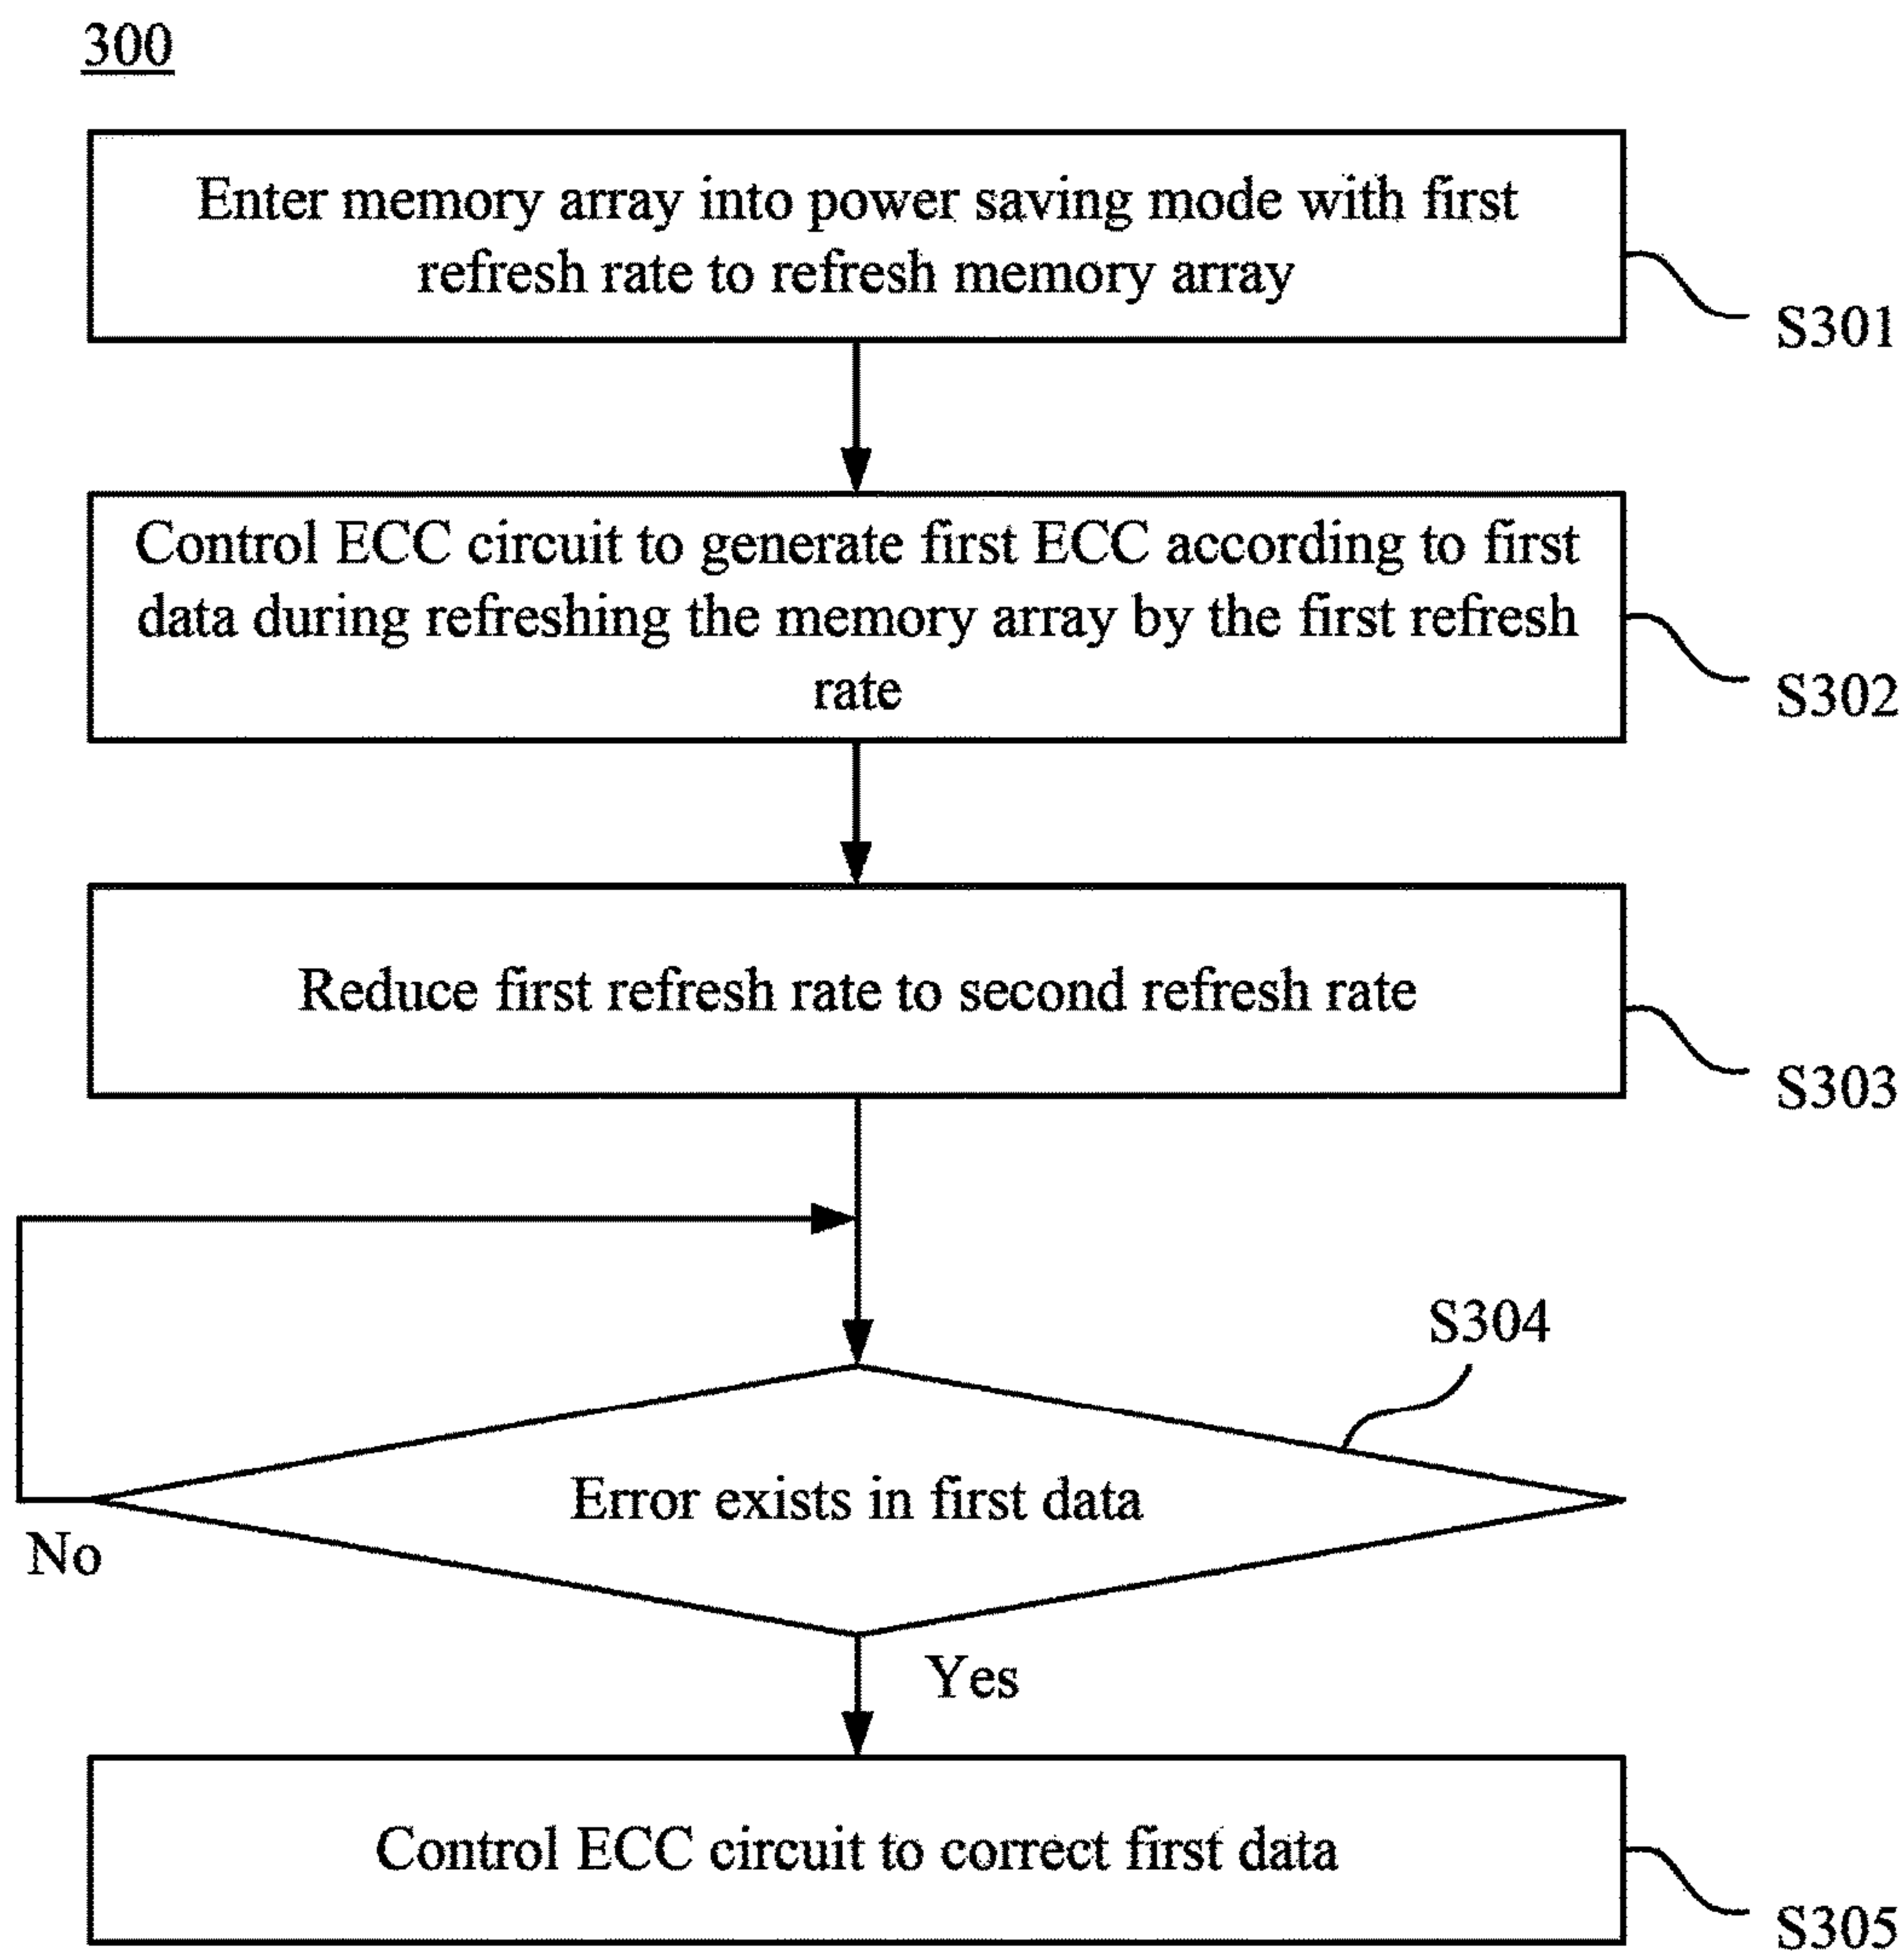 300
Enter memory array into power saving mode with first
refresh rate to refresh memory array
S301
Control ECC circuit to generate first ECC according to first
data during refreshing the memory array by the first refresh
rate
S302
Reduce first refresh rate to second refresh rate
S303
S304
Error exists in first data
No
Yes
Control ECC circuit to correct first data
S305